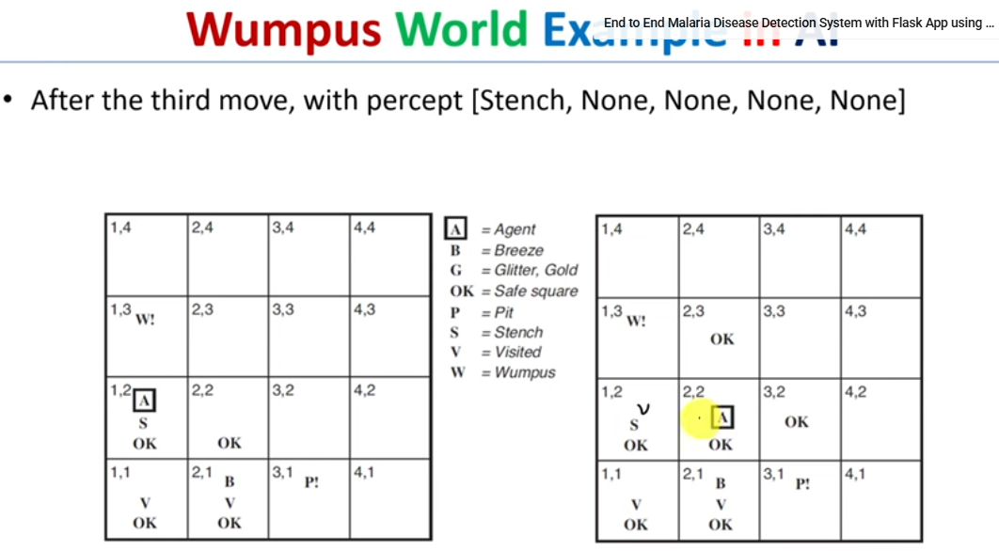 Wumpus World Example in AI
End to End Malaria Disease Detection System with Flask App using ...
• After the third move, with percept [Stench, None, None, None, None]
1,4 2,4 3,4 4,4
1,3 W! 2,3 3,3 4,3
1,2 A 2,2 3,2 4,2
S
OK OK
1,1 2,1 B 3,1 P! 4,1
V V
OK OK
A = Agent
B = Breeze
G = Glitter, Gold
OK = Safe square
P = Pit
S = Stench
V = Visited
W = Wumpus
1,4 2,4 3,4 4,4
1,3 W! 2,3 3,3 4,3
OK
1,2 2,2 3,2 4,2
V A OK
S
OK OK
1,1 2,1 B 3,1 P! 4,1
V V
OK OK